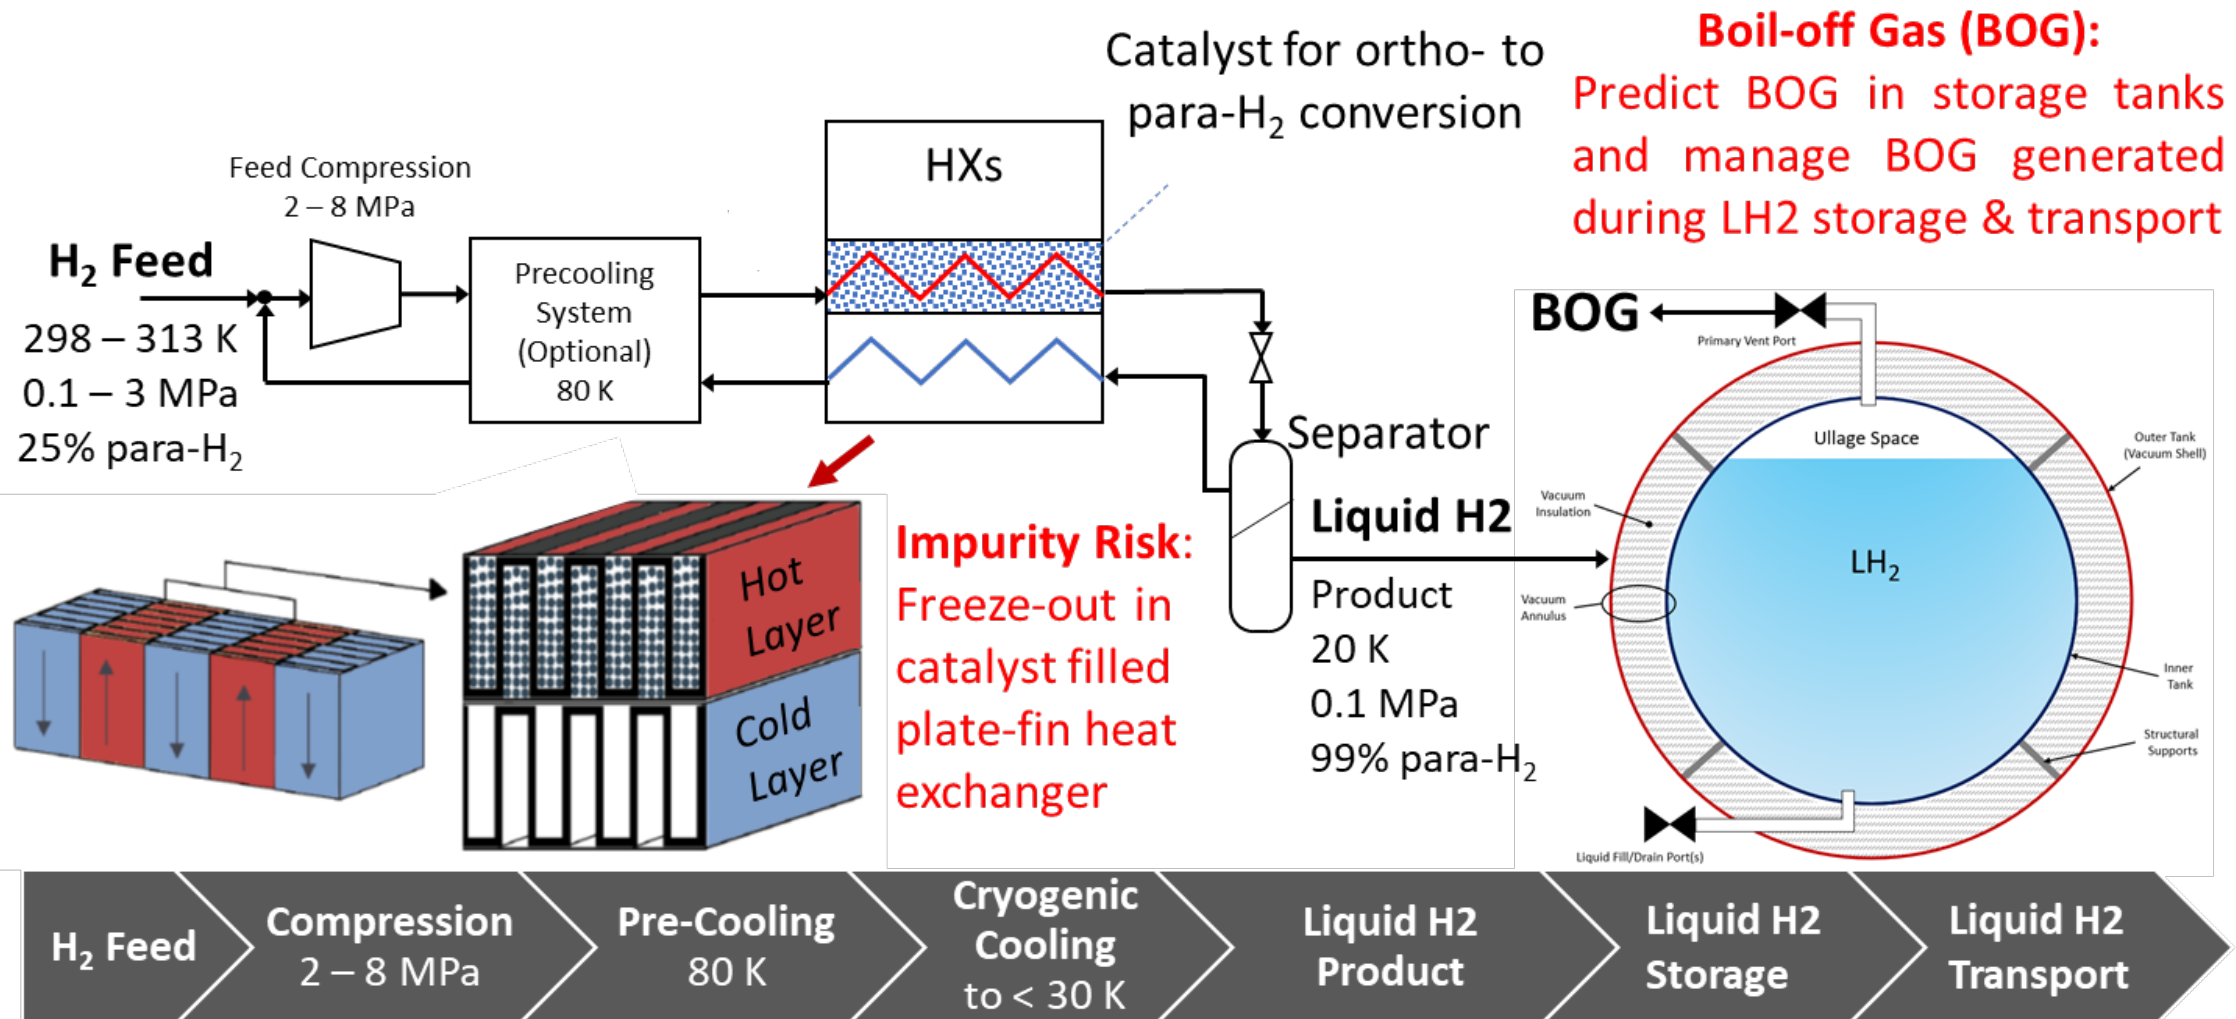 Catalyst for ortho- to
para-H₂ conversion
Boil-off Gas (BOG):
Predict BOG in storage tanks
and manage BOG generated
during LH2 storage & transport
Feed Compression
2 – 8 MPa
H₂ Feed
298 – 313 K
0.1 – 3 MPa
25% para-H₂
Precooling
System
(Optional)
80 K
HXs
Separator
Liquid H2
Product
20 K
0.1 MPa
99% para-H₂
Impurity Risk:
Freeze-out in
catalyst filled
plate-fin heat
exchanger
Hot
Layer
Cold
Layer
BOG
Primary Vent Port
Ullage Space
Outer Tank
(Vacuum Shell)
Vacuum
Insulation
LH₂
Vacuum
Annulus
Inner
Tank
Structural
Supports
Liquid Fill/Drain Port(s)
H₂ Feed
Compression
2 – 8 MPa
Pre-Cooling
80 K
Cryogenic
Cooling
to < 30 K
Liquid H2
Product
Liquid H2
Storage
Liquid H2
Transport